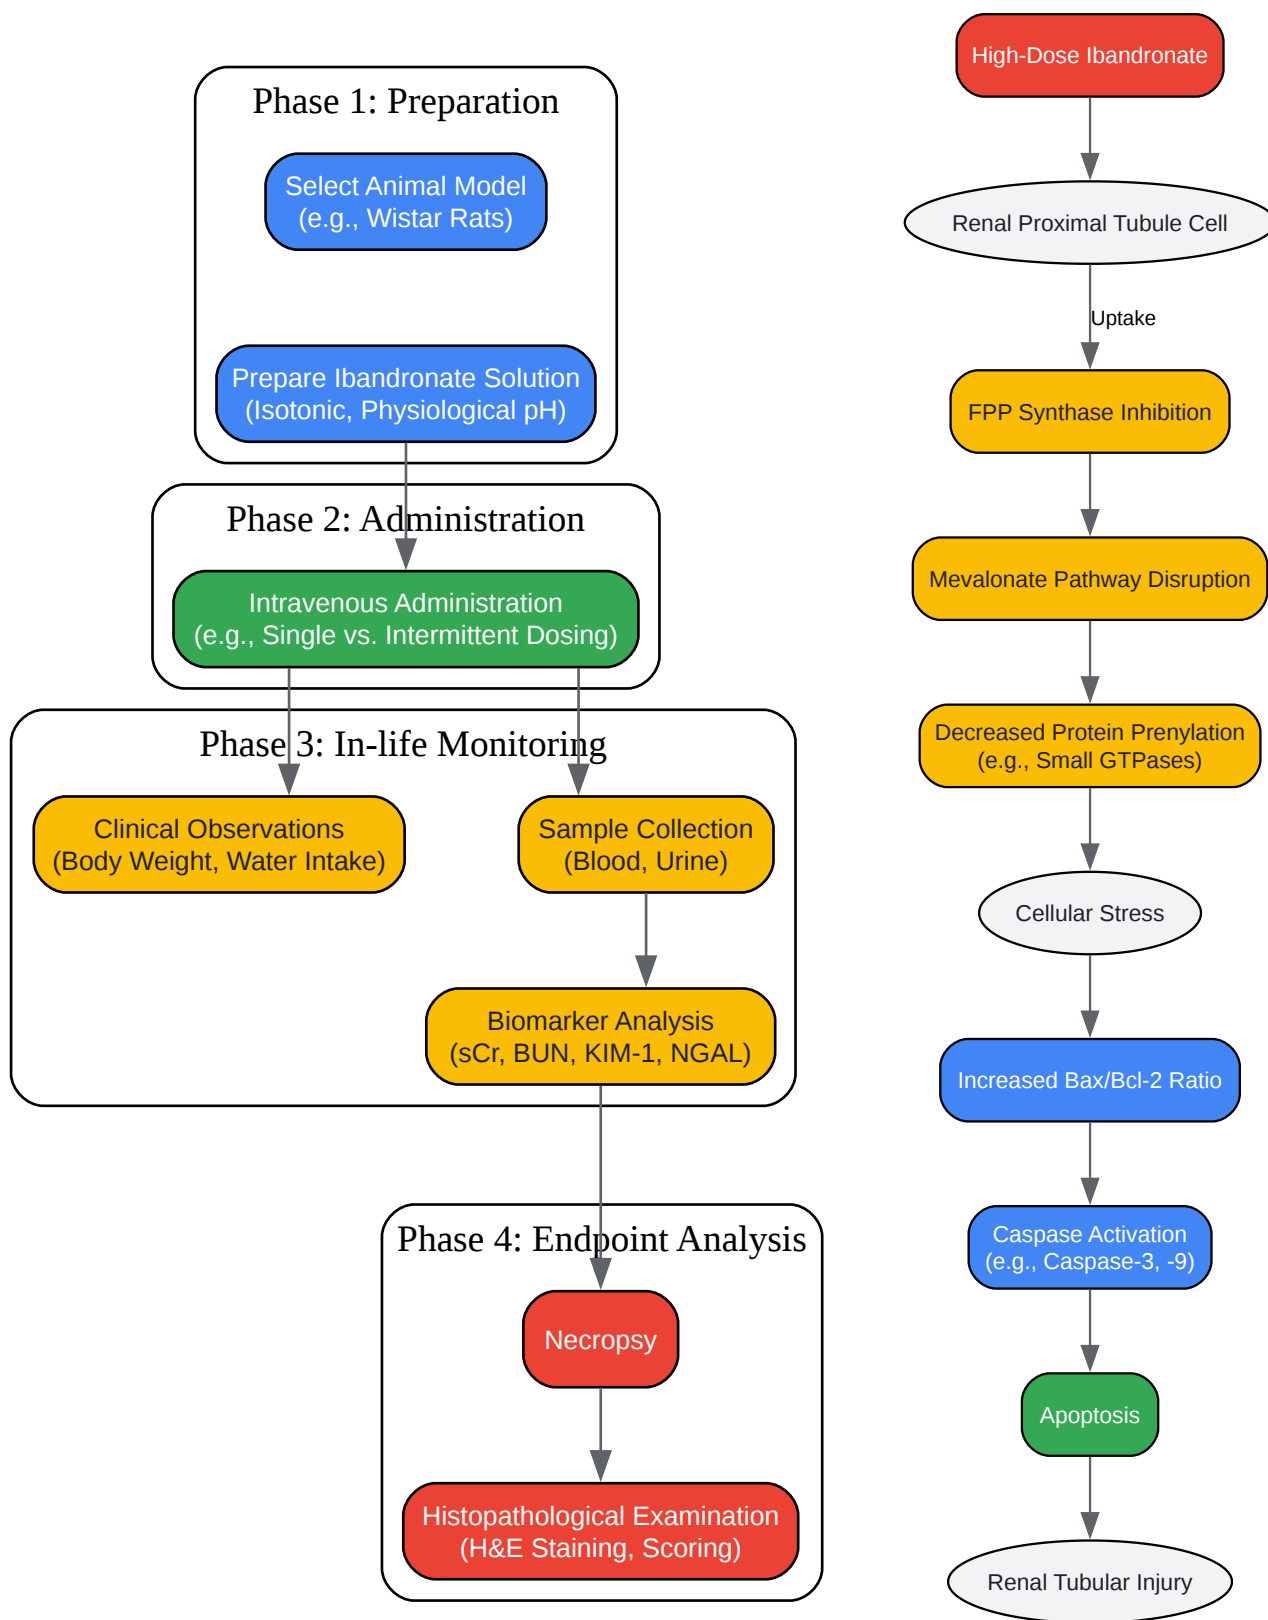 Phase 1: Preparation
Select Animal Model
(e.g., Wistar Rats)
Prepare Ibandronate Solution
(Isotonic, Physiological pH)
Phase 2: Administration
Intravenous Administration
(e.g., Single vs. Intermittent Dosing)
Phase 3: In-life Monitoring
Clinical Observations
(Body Weight, Water Intake)
Sample Collection
(Blood, Urine)
Biomarker Analysis
(sCr, BUN, KIM-1, NGAL)
Phase 4: Endpoint Analysis
Necropsy
Histopathological Examination
(H&E Staining, Scoring)
High-Dose Ibandronate
Renal Proximal Tubule Cell
Uptake
FPP Synthase Inhibition
Mevalonate Pathway Disruption
Decreased Protein Prenylation
(e.g., Small GTPases)
Cellular Stress
Increased Bax/Bcl-2 Ratio
Caspase Activation
(e.g., Caspase-3, -9)
Apoptosis
Renal Tubular Injury